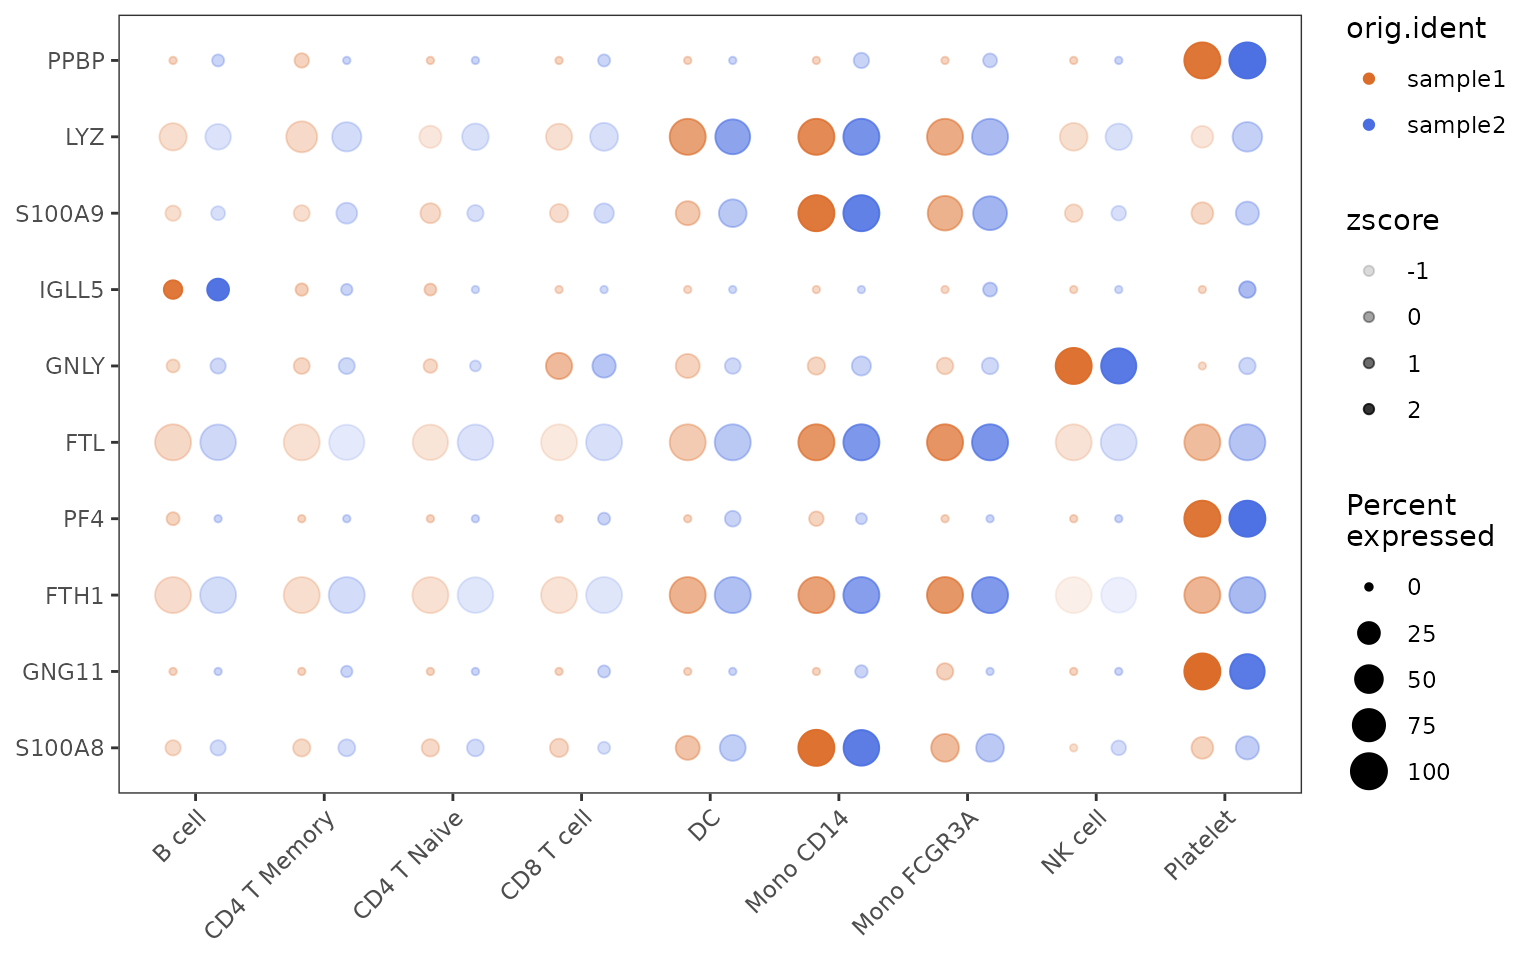 PPBP
LYZ
S100A9
IGLL5
GNLY
FTL
PF4
FTH1
GNG11
S100A8
B cell
CD4 T Memory
CD4 T Naive
CD8 T cell
DC
Mono CD14
Mono FCGR3A
NK cell
Platelet
orig.ident
sample1
sample2
zscore
-1
0
1
2
Percent
expressed
0
25
50
75
100